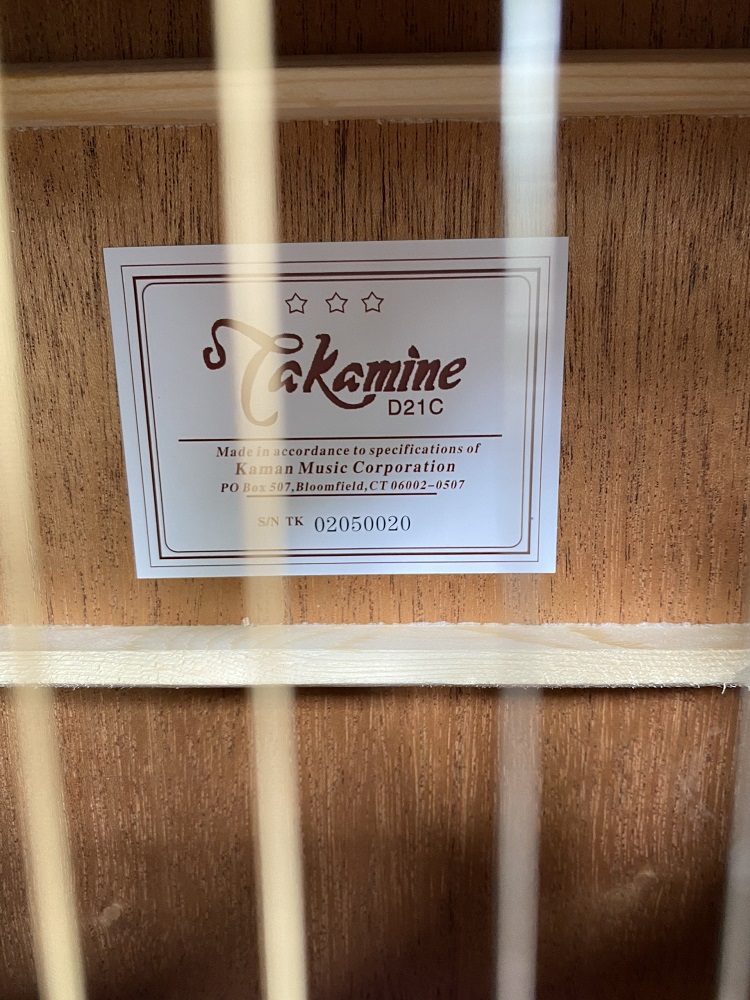 Takamine
D21C
Made in accordance to specifications of
Kaman Music Corporation
PO Box 507,Bloomfield,CT 06002-0507
S/N TK 02050020